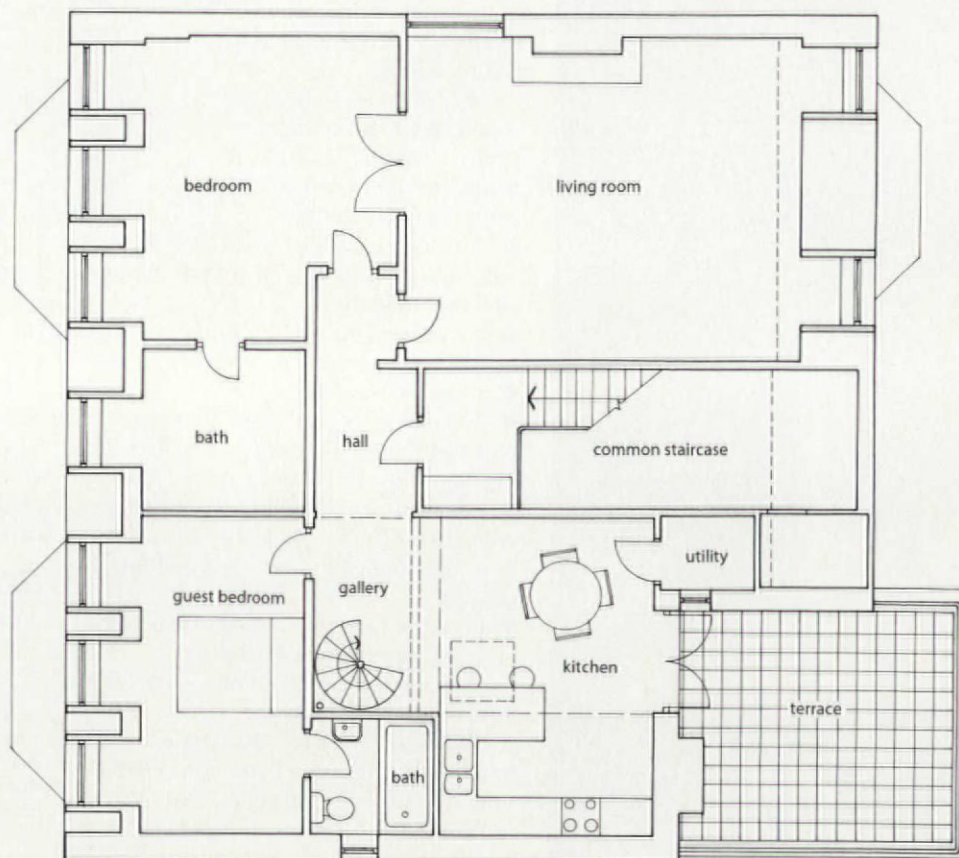 bedroom
living room
bath
hall
common staircase
utility
guest bedroom
gallery
kitchen
terrace
bath